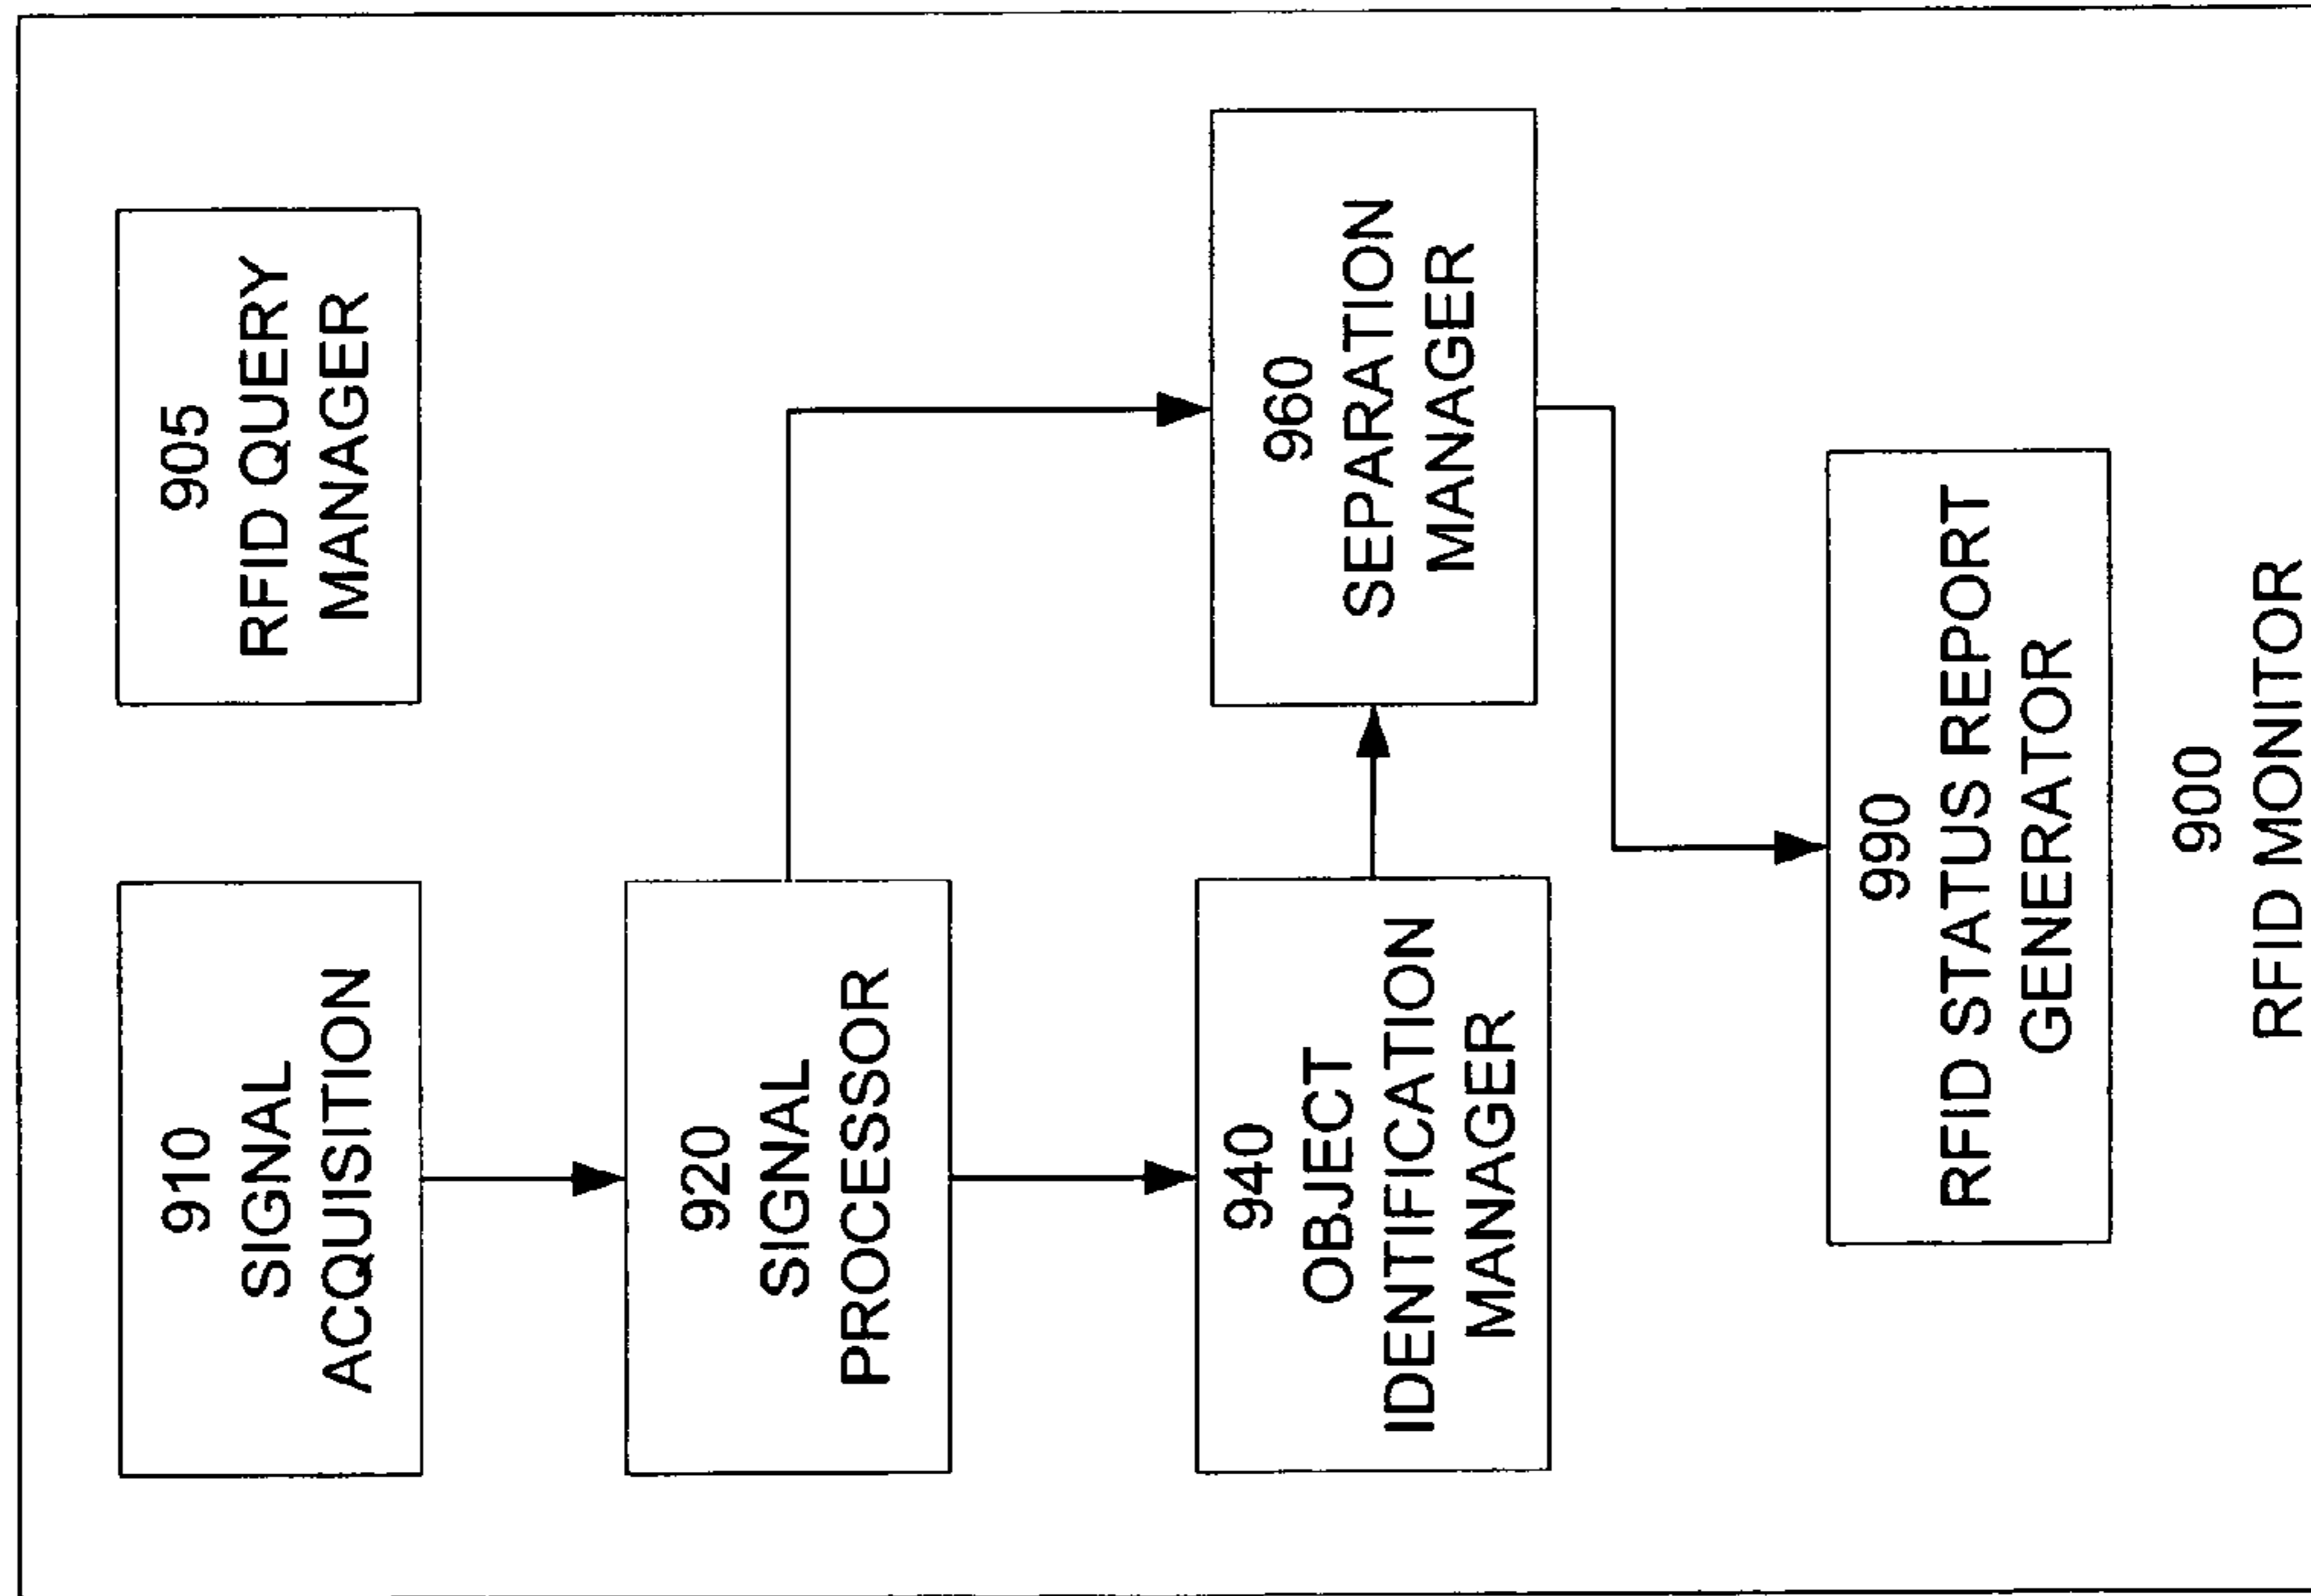 910
SIGNAL
ACQUISITION
905
RFID QUERY
MANAGER
920
SIGNAL
PROCESSOR
940
OBJECT
IDENTIFICATION
MANAGER
960
SEPARATION
MANAGER
990
RFID STATUS REPORT
GENERATOR
900
RFID MONITOR